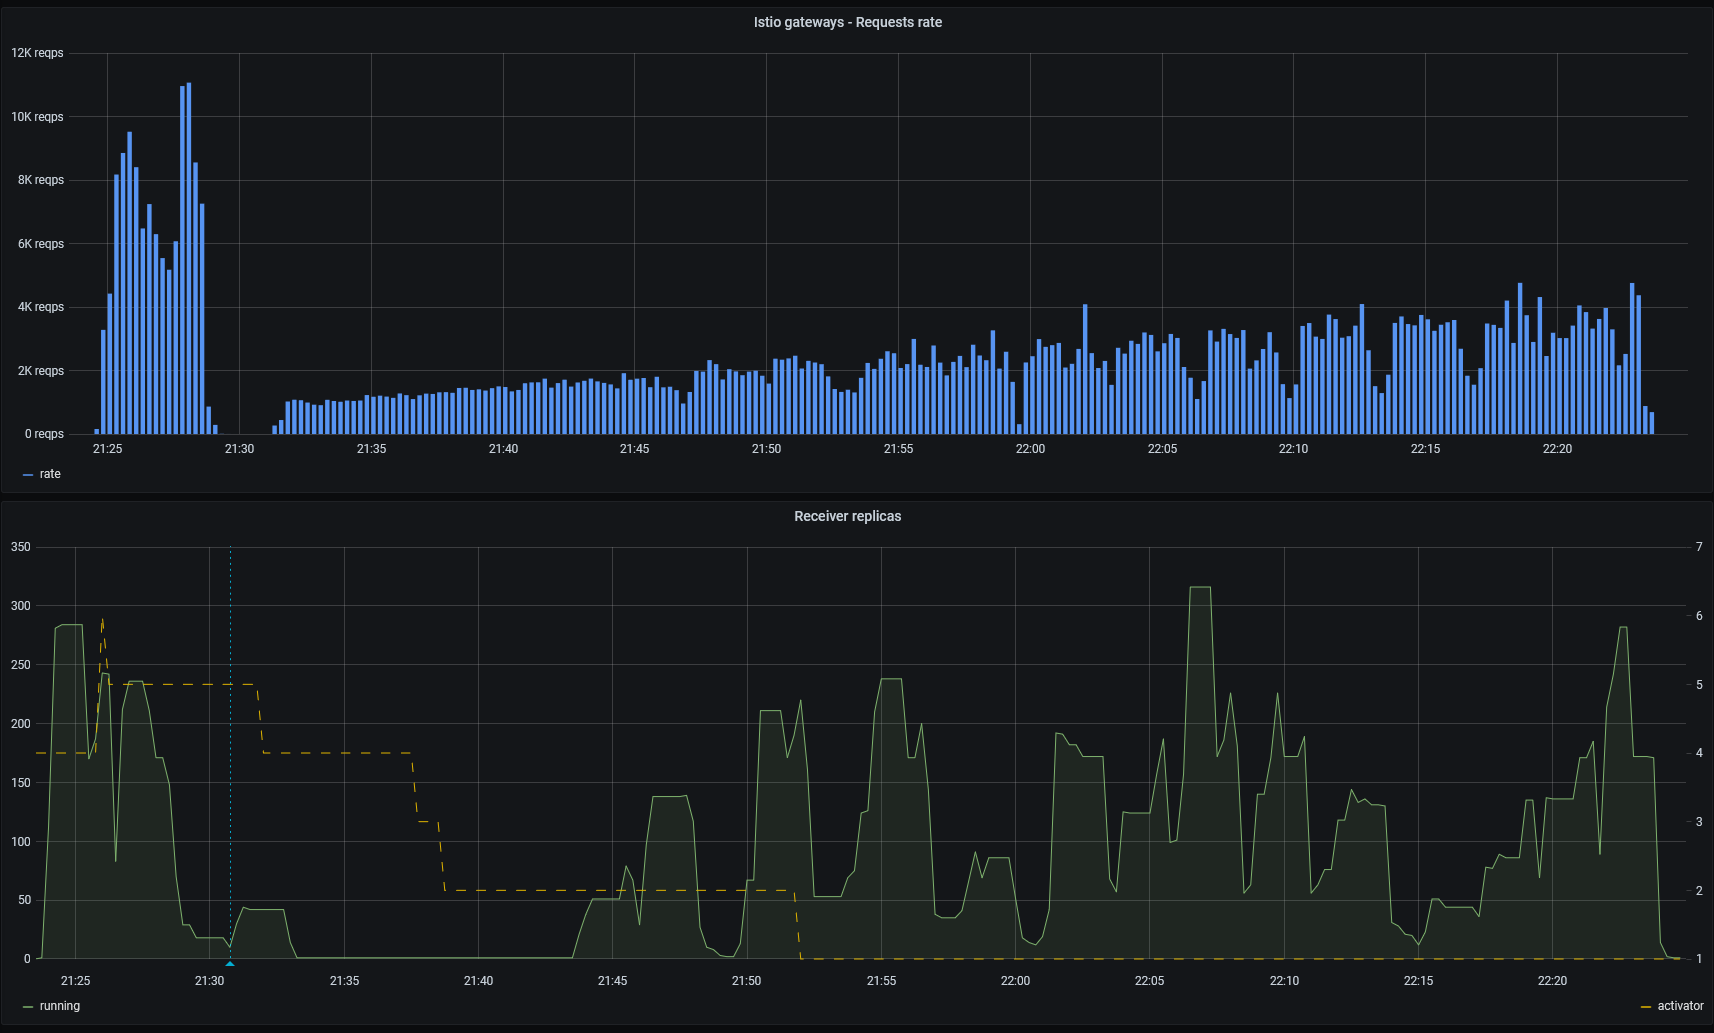 Istio gateways - Requests rate
12K reqps
10K reqps
8K reqps
6K reqps
4K reqps
2K reqps
0 reqps
21:25 21:30 21:35 21:40 21:45 21:50 21:55 22:00 22:05 22:10 22:15 22:20
rate
Receiver replicas
350 7
300
6
250
5
200
4
150
3
100
2
50
0 1
21:25 21:30 21:35 21:40 21:45 21:50 21:55 22:00 22:05 22:10 22:15 22:20
running activator